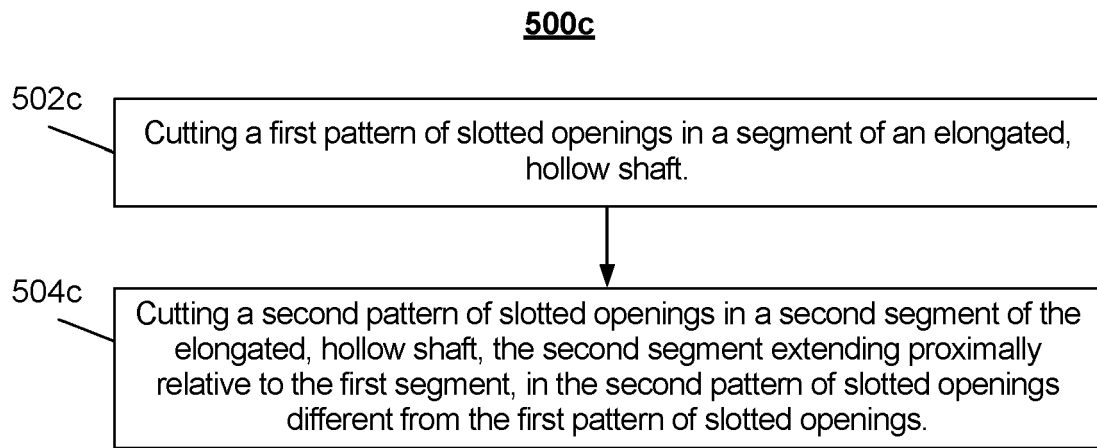 500c
502c
Cutting a first pattern of slotted openings in a segment of an elongated,
hollow shaft.
504c
Cutting a second pattern of slotted openings in a second segment of the
elongated, hollow shaft, the second segment extending proximally
relative to the first segment, in the second pattern of slotted openings
different from the first pattern of slotted openings.